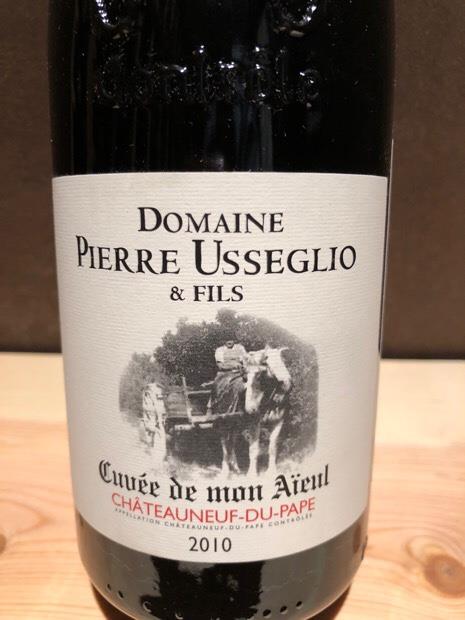 DOMAINE
PIERRE USSEGLIO
& FILS
Cuvée de mon Aïeul
CHÂTEAUNEUF-DU-PAPE
APPELLATION CHÂTEAUNEUF-DU-PAPE CONTRÔLÉE
2010